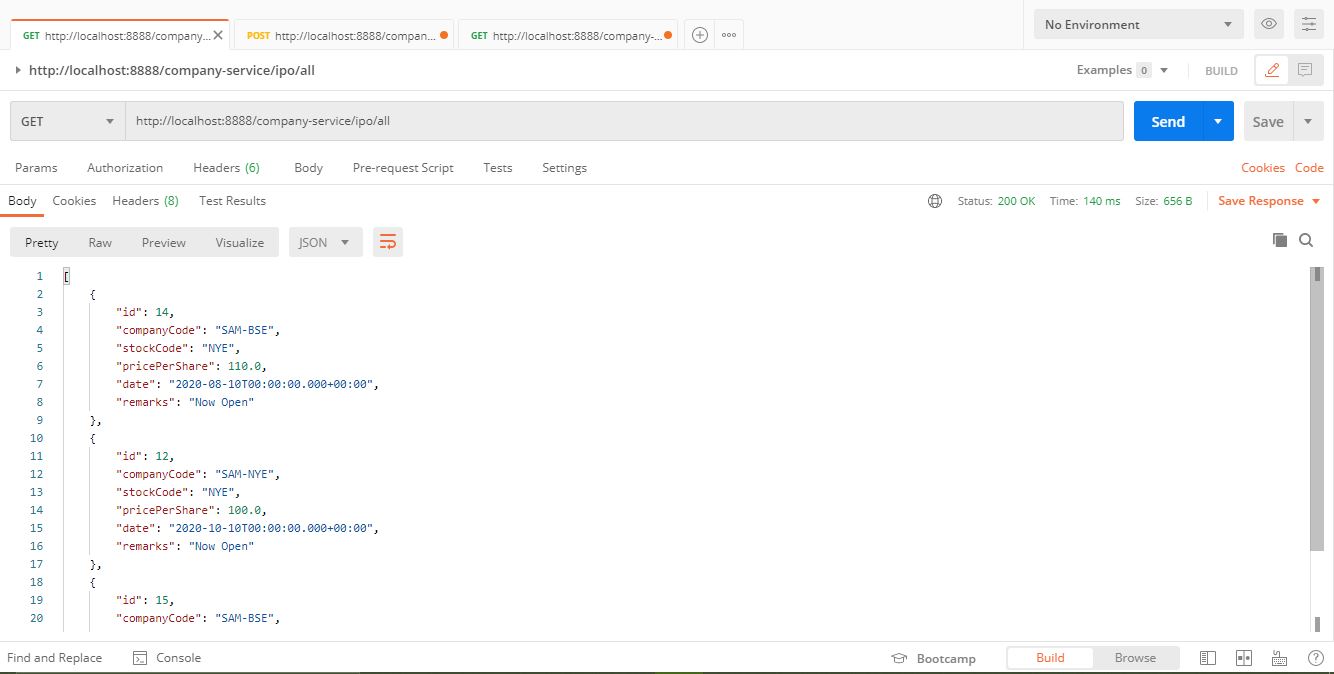 GET http://localhost:8888/company... POST http://localhost:8888/compan... GET http://localhost:8888/company-... No Environment
http://localhost:8888/company-service/ipo/all Examples 0 BUILD
GET http://localhost:8888/company-service/ipo/all Send Save
Params Authorization Headers (6) Body Pre-request Script Tests Settings Cookies Code
Body Cookies Headers (8) Test Results Status: 200 OK Time: 140 ms Size: 656 B Save Response
Pretty Raw Preview Visualize JSON
1 [
2 {
3 "id": 14,
4 "companyCode": "SAM-BSE",
5 "stockCode": "NYE",
6 "pricePerShare": 110.0,
7 "date": "2020-08-10T00:00:00.000+00:00",
8 "remarks": "Now Open"
9 },
10 {
11 "id": 12,
12 "companyCode": "SAM-NYE",
13 "stockCode": "NYE",
14 "pricePerShare": 100.0,
15 "date": "2020-10-10T00:00:00.000+00:00",
16 "remarks": "Now Open"
17 },
18 {
19 "id": 15,
20 "companyCode": "SAM-BSE",
Find and Replace Console Bootcamp Build Browse